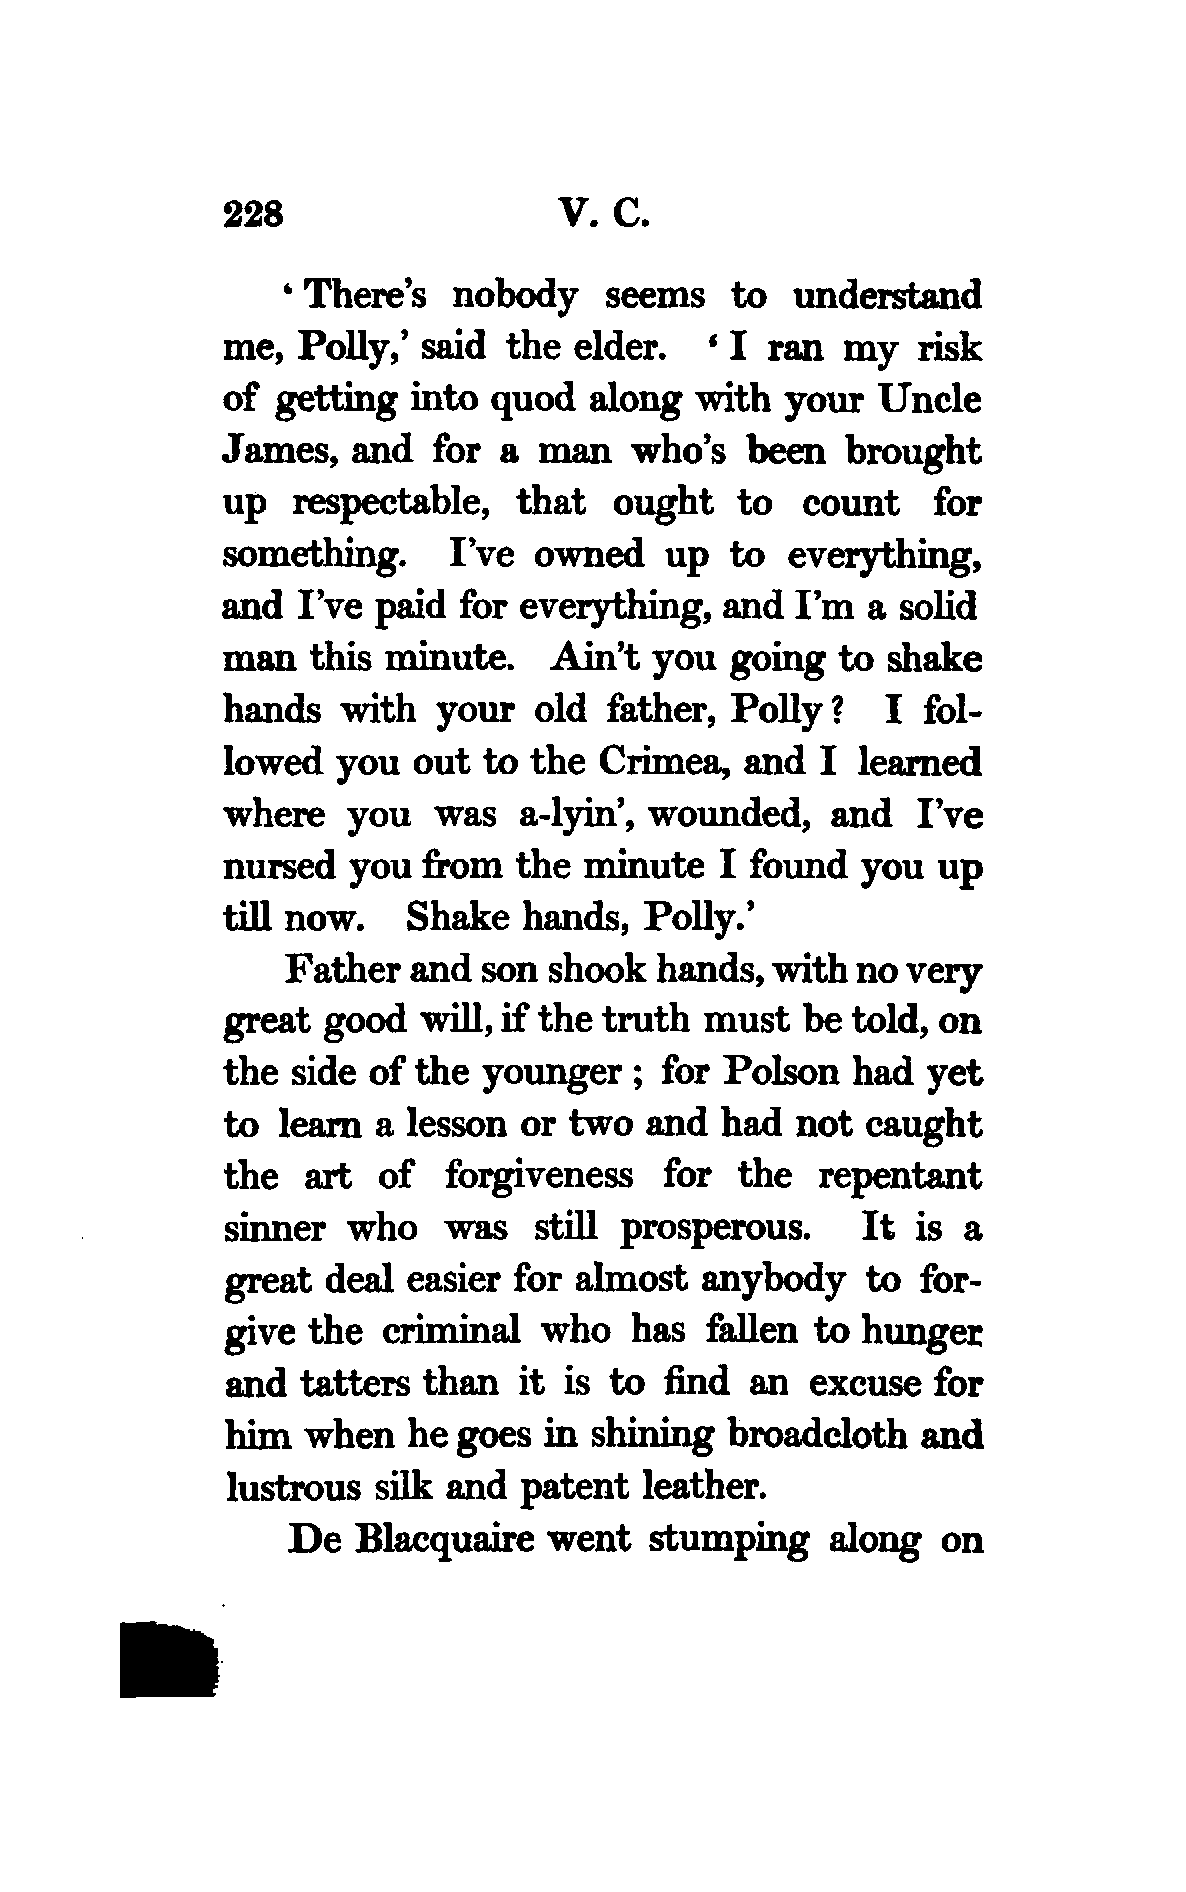 228 V. C.
‘ There’s nobody seems to understand
me, Polly,’ said the elder. ‘ I ran my risk
of getting into quod along with your Uncle
James, and for a man who’s been brought
up respectable, that ought to count for
something. I’ve owned up to everything,
and I’ve paid for everything, and I’m a solid
man this minute. Ain’t you going to shake
hands with your old father, Polly ? I fol-
lowed you out to the Crimea, and I learned
where you was a-lyin’, wounded, and I’ve
nursed you from the minute I found you up
till now. Shake hands, Polly.’
Father and son shook hands, with no very
great good will, if the truth must be told, on
the side of the younger ; for Polson had yet
to learn a lesson or two and had not caught
the art of forgiveness for the repentant
sinner who was still prosperous. It is a
great deal easier for almost anybody to for-
give the criminal who has fallen to hunger
and tatters than it is to find an excuse for
him when he goes in shining broadcloth and
lustrous silk and patent leather.
De Blacquaire went stumping along on